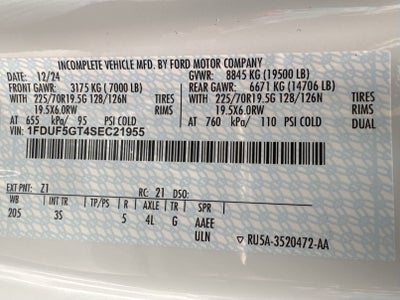 INCOMPLETE VEHICLE MFD. BY FORD MOTOR COMPANY
DATE: 12/24 GVWR: 8845 KG (19500 LB)
FRONT GAWR: 3175 KG ( 7000 LB) REAR GAWR: 6671 KG (14706 LB)
WITH 225/70R19.5G 128/126N TIRES WITH 225/70R19.5G 128/126N TIRES
19.5X6.0RW RIMS 19.5X6.0RW RIMS
AT 655 kPa/ 95 PSI COLD AT 760 kPa/ 110 PSI COLD DUAL
VIN: 1FDUF5GT4SEC21955
EXT PNT: Z1 RC: 21 DSO:
WB INT TR TP/PS R AXLE TR SPR
205 3S 5 4L G AAEE
ULN RU5A-3520472-AA